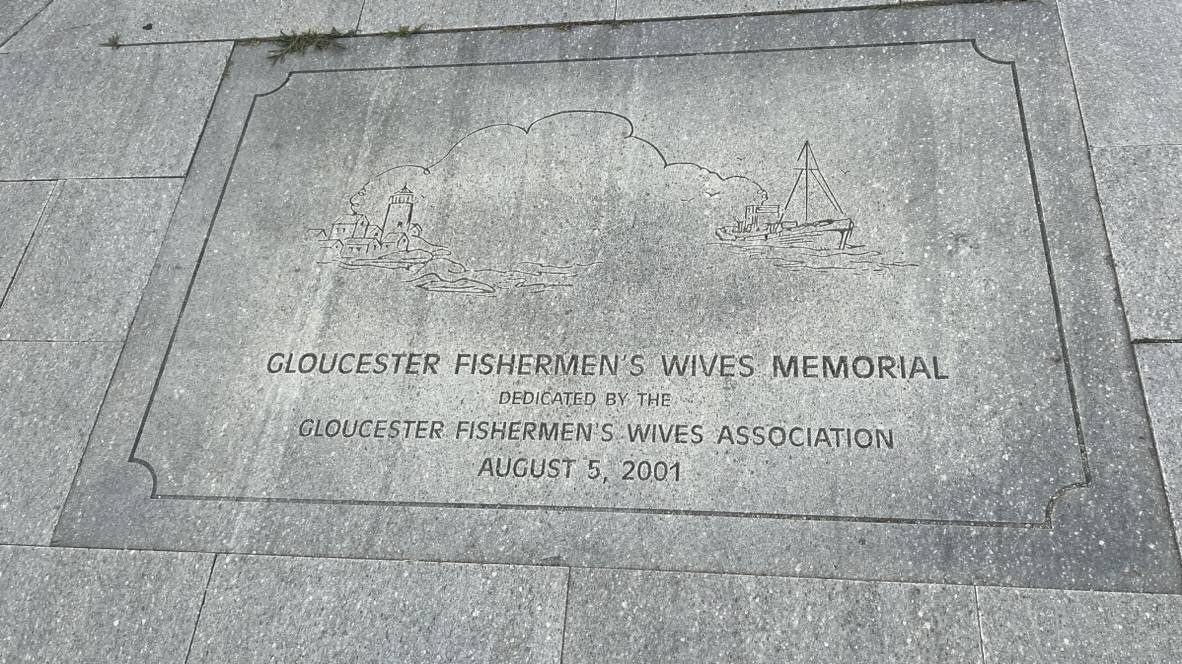 GLOUCESTER FISHERMEN'S WIVES MEMORIAL
DEDICATED BY THE
GLOUCESTER FISHERMEN'S WIVES ASSOCIATION
AUGUST 5, 2001